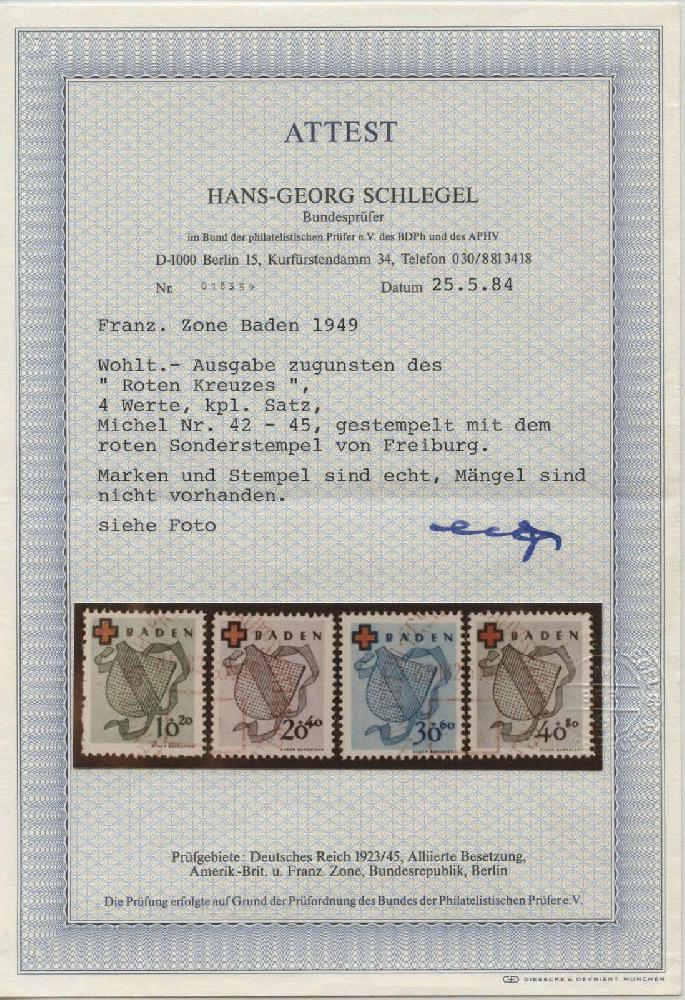 ATTEST
HANS-GEORG SCHLEGEL
Bundesprüfer
im Bund der philatelistischen Prüfer e.V. des BDPh und des APHV
D-1000 Berlin 15, Kurfürstendamm 34, Telefon 030/8813418
Nr. 018359 Datum 25.5.84
Franz. Zone Baden 1949
Wohlt.- Ausgabe zugunsten des
" Roten Kreuzes ",
4 Werte, kpl. Satz,
Michel Nr. 42 - 45, gestempelt mit dem
roten Sonderstempel von Freiburg.
Marken und Stempel sind echt, Mängel sind
nicht vorhanden.
siehe Foto
BADEN BADEN BADEN BADEN
10+20 20+40 30+60 40+80
Prüfgebiete: Deutsches Reich 1923/45, Alliierte Besetzung,
Amerik.-Brit. u. Franz. Zone, Bundesrepublik, Berlin
Die Prüfung erfolgte auf Grund der Prüfordnung des Bundes der Philatelistischen Prüfer e.V.
GIESECKE & DEVRIENT MÜNCHEN